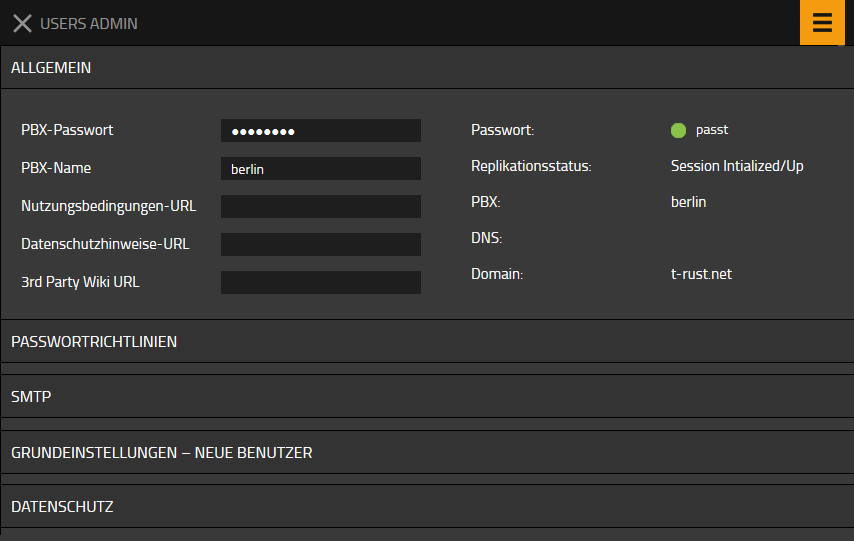 USERS ADMIN
ALLGEMEIN
PBX-Passwort ●●●●●●●●
PBX-Name berlin
Nutzungsbedingungen-URL
Datenschutzhinweise-URL
3rd Party Wiki URL
Passwort: passt
Replikationsstatus: Session Intialized/Up
PBX: berlin
DNS:
Domain: t-rust.net
PASSWORTRICHTLINIEN
SMTP
GRUNDEINSTELLUNGEN – NEUE BENUTZER
DATENSCHUTZ